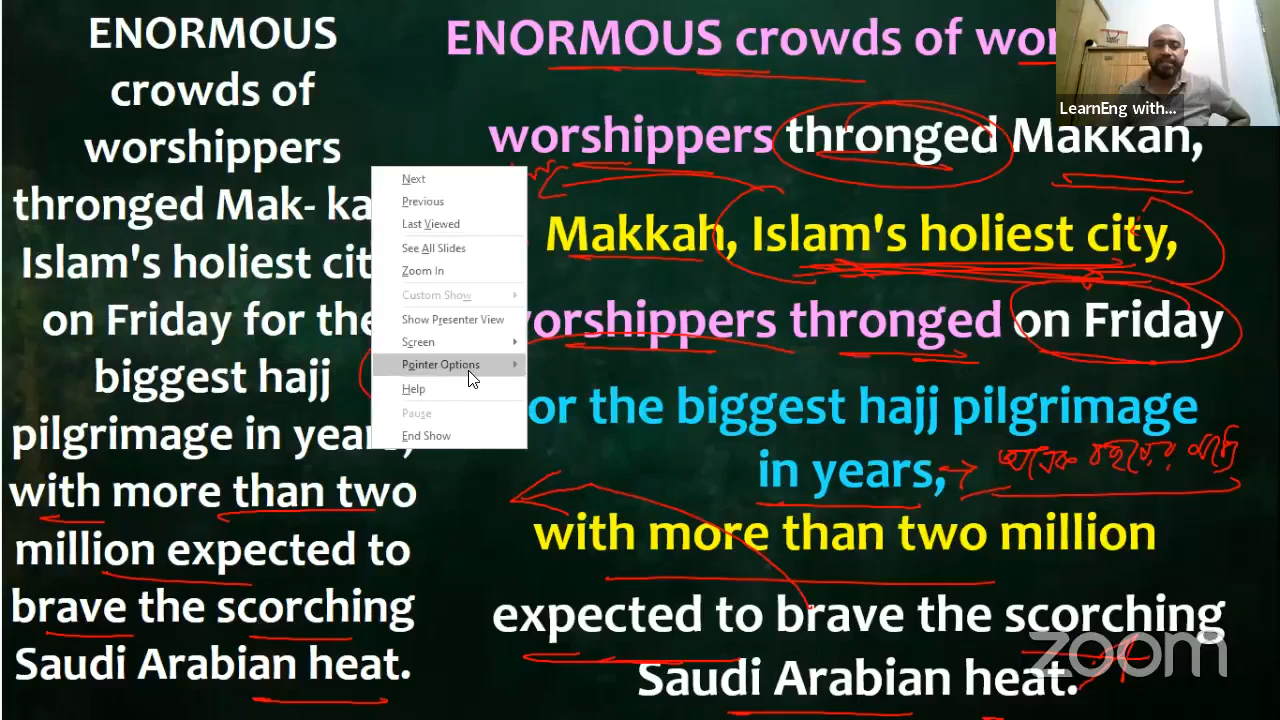 ENORMOUS
crowds of
worshippers
thronged Mak- ka
Islam's holiest cit
on Friday for the
biggest hajj
pilgrimage in year
with more than two
million expected to
brave the scorching
Saudi Arabian heat.
Next
Previous
Last Viewed
See All Slides
Zoom In
Custom Show
Show Presenter View
Screen
Pointer Options
Help
Pause
End Show
ENORMOUS crowds of wor
worshippers thronged Makkah,
Makkah, Islam's holiest city,
worshippers thronged on Friday
or the biggest hajj pilgrimage
in years, অনেক বছরের মধ্যে
with more than two million
expected to brave the scorching
Saudi Arabian heat.
LearnEng with...
zoom